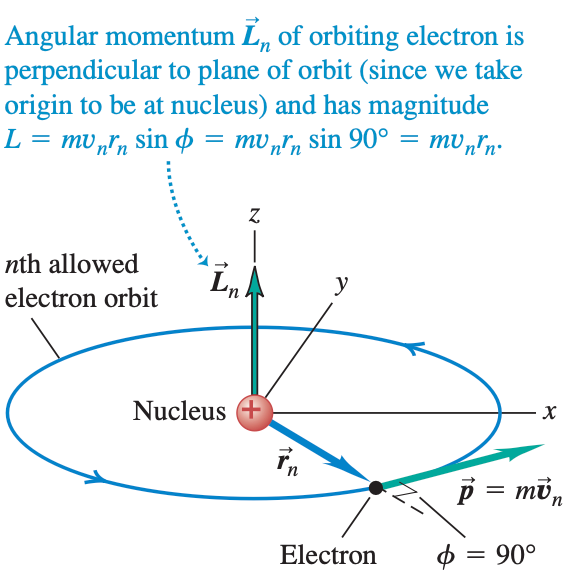 Angular momentum L⃗ₙ of orbiting electron is
perpendicular to plane of orbit (since we take
origin to be at nucleus) and has magnitude
L = mvₙrₙ sin ϕ = mvₙrₙ sin 90° = mvₙrₙ.
z
nth allowed
electron orbit
L⃗ₙ
y
Nucleus
+
x
r⃗ₙ
p⃗ = mv⃗ₙ
Electron
ϕ = 90°